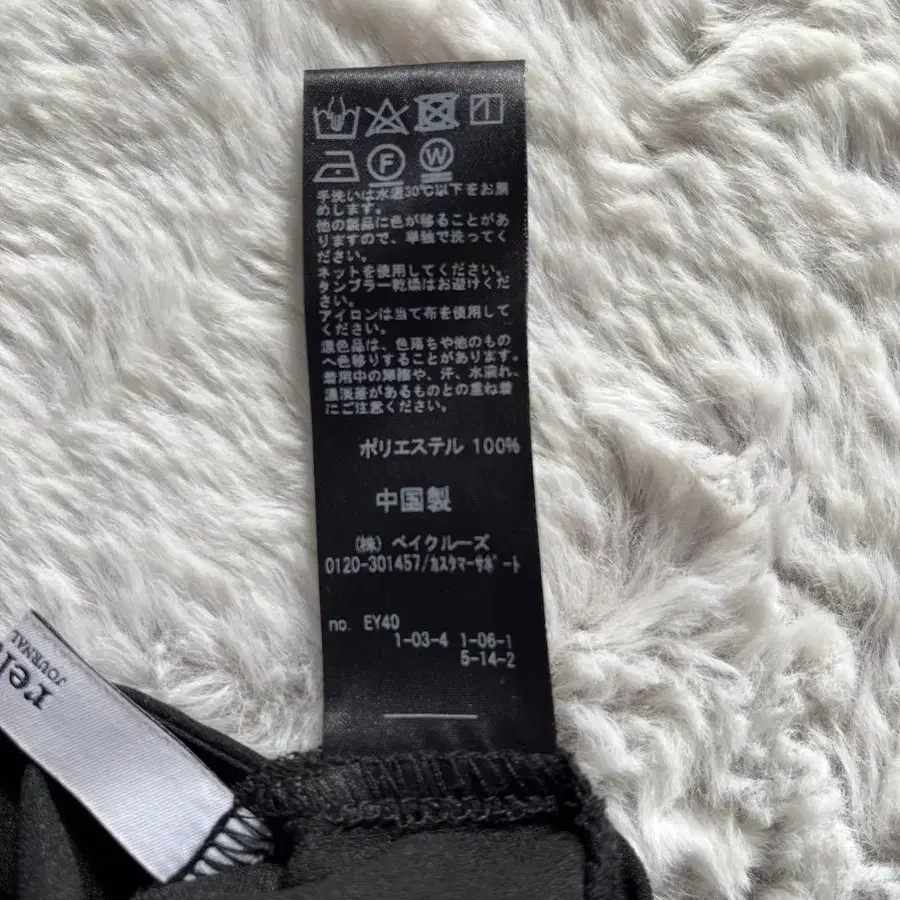 F W
手洗いは水温30℃以下をお薦
めします。
他の製品に色が移ることがあ
りますので、単独で洗ってく
ださい。
ネットを使用してください。
タンブラー乾燥はお避けくだ
さい。
アイロンは当て布を使用して
ください。
濃色品は、色落ちや他のもの
へ色移りすることがあります。
着用中の摩擦や、汗、水濡れ、
濃淡差があるものとの重ね着
にご注意ください。
ポリエステル 100%
中国製
(株) ベイクルーズ
0120-301457/カスタマーサポート
no. EY40
1-03-4 1-06-1
5-14-2
JOURNAL